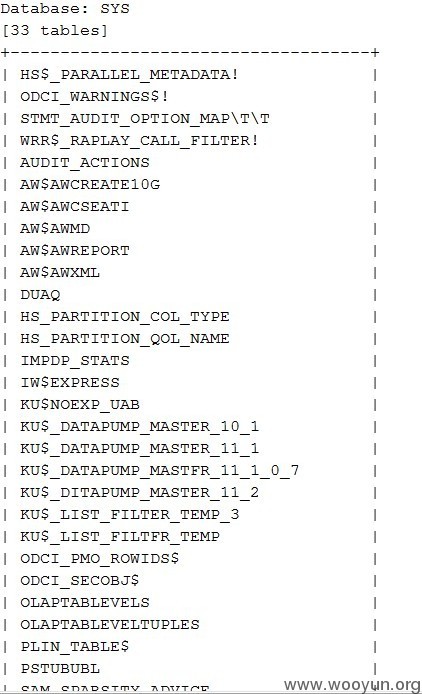 Database: SYS
[33 tables]
+-------------------------------------+
| HS$_PARALLEL_METADATA! |
| ODCI_WARNINGS$! |
| STMT_AUDIT_OPTION_MAP\T\T |
| WRR$_RAPLAY_CALL_FILTER! |
| AUDIT_ACTIONS |
| AW$AWCREATE10G |
| AW$AWCSEATI |
| AW$AWMD |
| AW$AWREPORT |
| AW$AWXML |
| DUAQ |
| HS_PARTITION_COL_TYPE |
| HS_PARTITION_QOL_NAME |
| IMPDP_STATS |
| IW$EXPRESS |
| KU$NOEXP_UAB |
| KU$_DATAPUMP_MASTER_10_1 |
| KU$_DATAPUMP_MASTER_11_1 |
| KU$_DATAPUMP_MASTFR_11_1_0_7 |
| KU$_DITAPUMP_MASTER_11_2 |
| KU$_LIST_FILTER_TEMP_3 |
| KU$_LIST_FILTFR_TEMP |
| ODCI_PMO_ROWIDS$ |
| ODCI_SECOBJ$ |
| OLAPTABLEVELS |
| OLAPTABLEVELTUPLES |
| PLIN_TABLE$ |
| PSTUBUBL |
| SAM_SPARSITY_ADVICE
www.wooyun.org